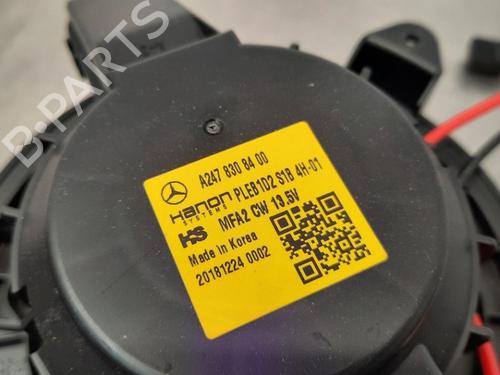 B-PARTS
A247 830 84 00
Hanon PLEB1D2 S1B 4H-01
SYSTEMS
HS MFA2 CW 13.5V
Made in Korea
20181224 0002